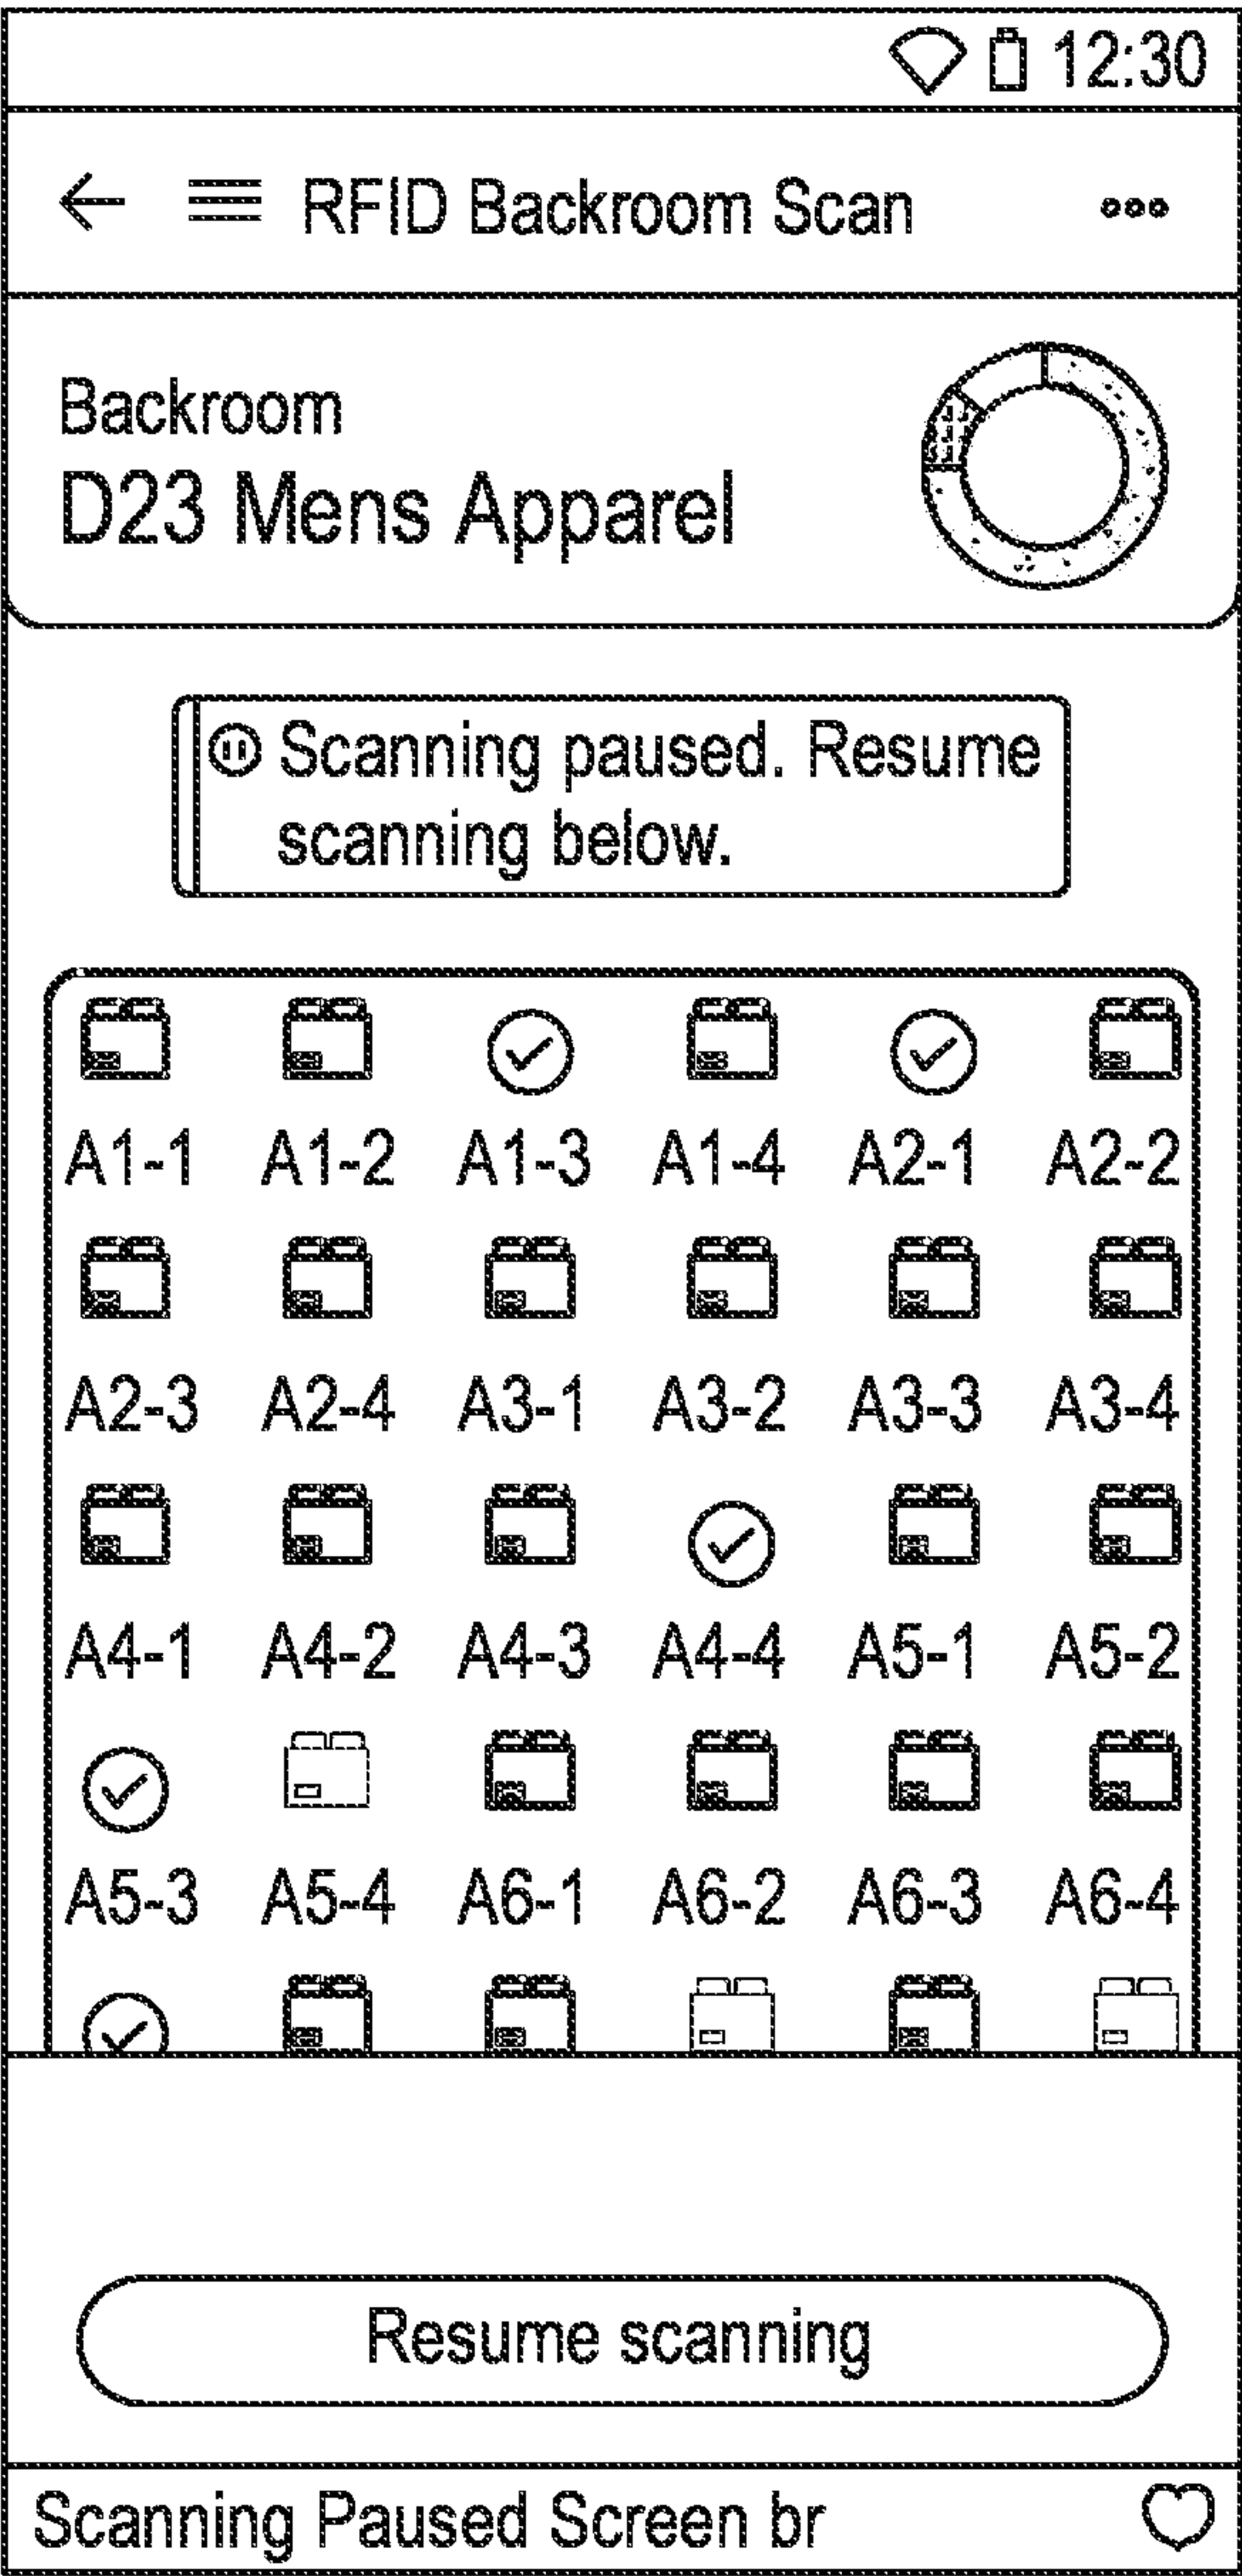 12:30
RFID Backroom Scan
Backroom
D23 Mens Apparel
Scanning paused. Resume
scanning below.
A1-1 A1-2 A1-3 A1-4 A2-1 A2-2
A2-3 A2-4 A3-1 A3-2 A3-3 A3-4
A4-1 A4-2 A4-3 A4-4 A5-1 A5-2
A5-3 A5-4 A6-1 A6-2 A6-3 A6-4
Resume scanning
Scanning Paused Screen br